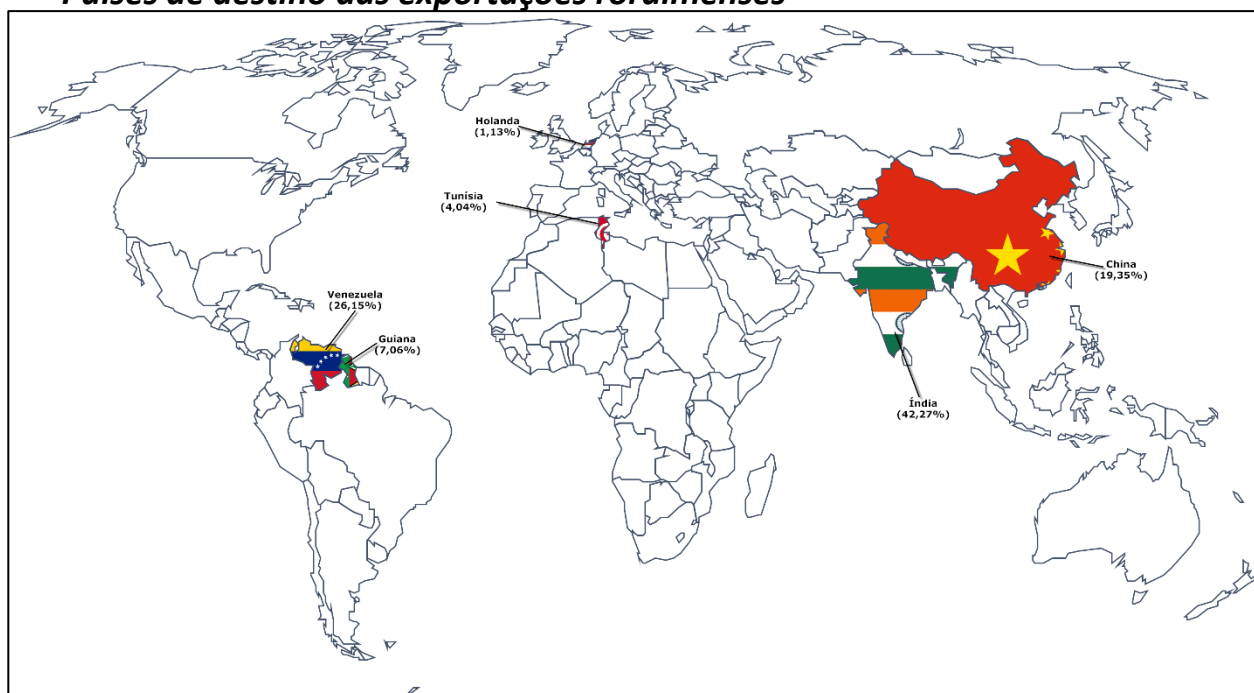 Países de destino das exportações roraimenses
Holanda
(1,13%)
Tunísia
(4,04%)
China
(19,35%)
Venezuela
(26,15%)
Guiana
(7,06%)
Índia
(42,27%)